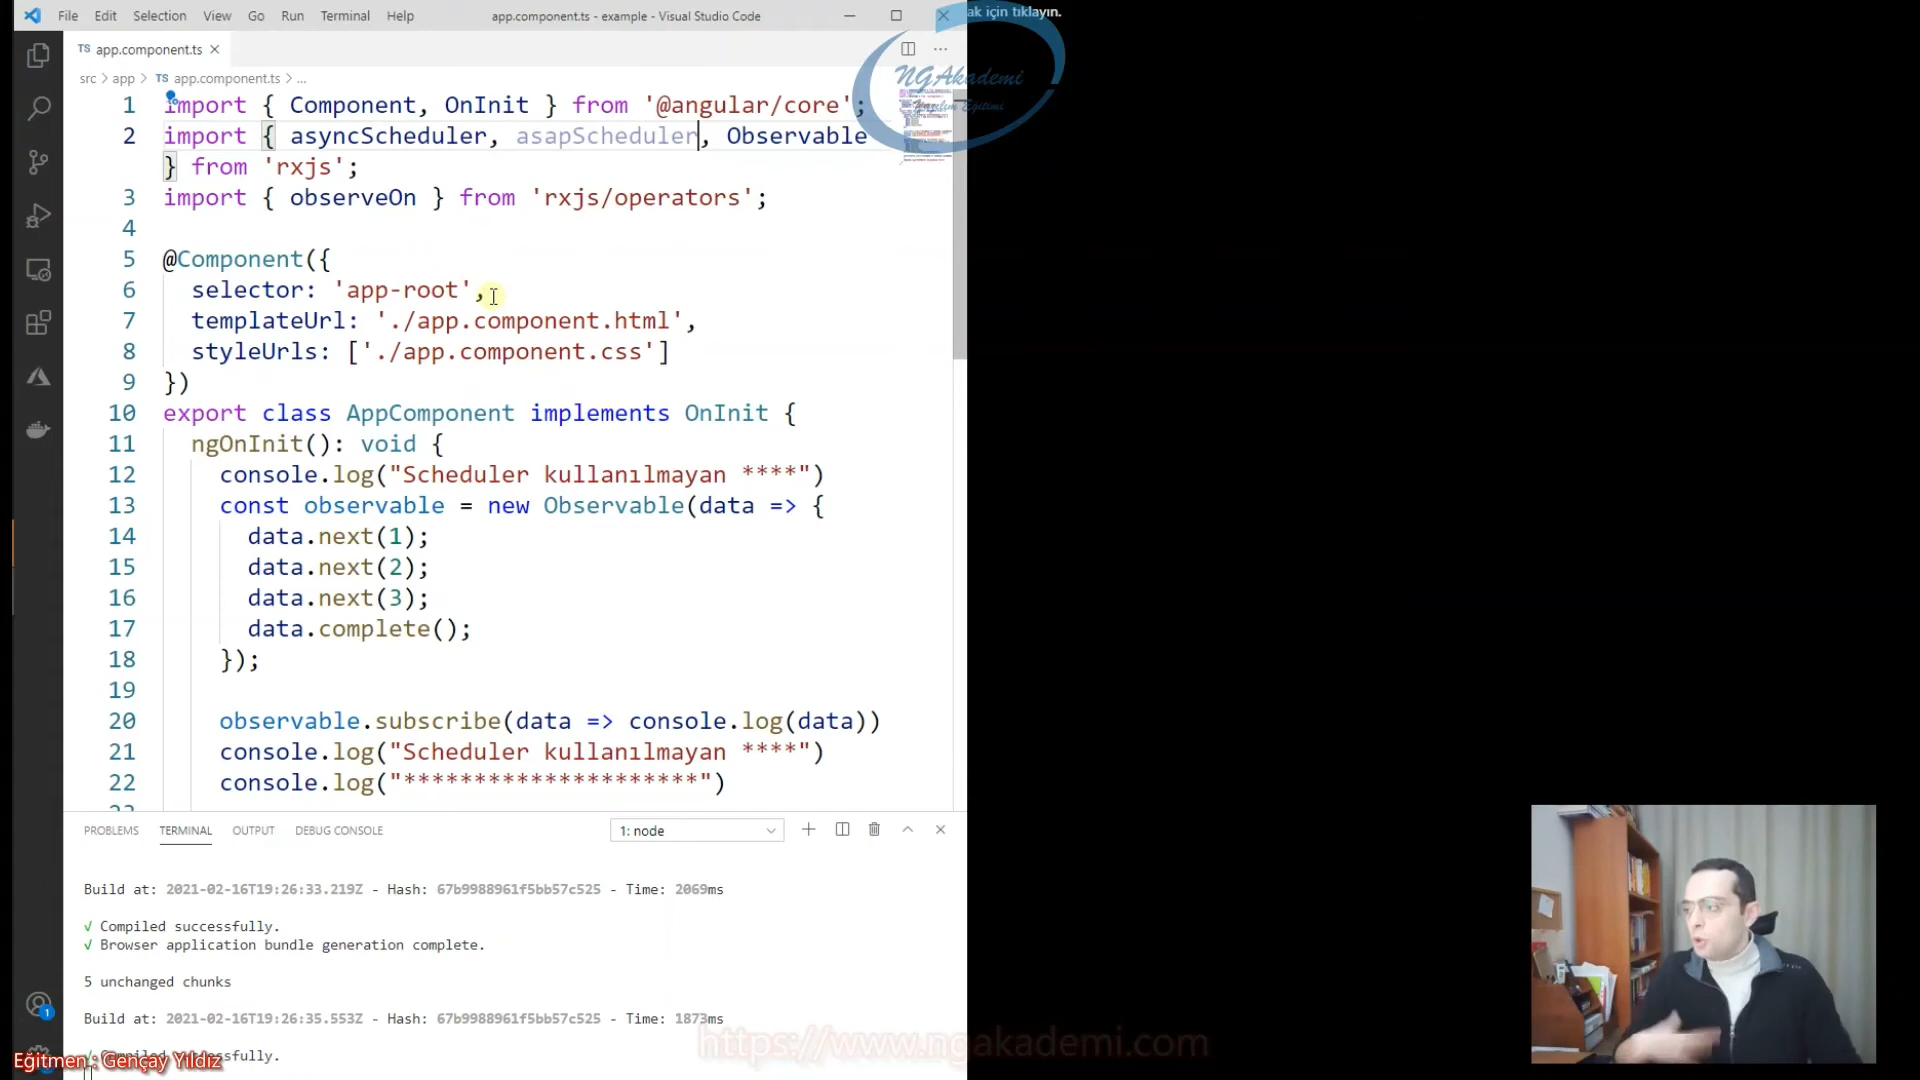 File Edit Selection View Go Run Terminal Help app.component.ts - example - Visual Studio Code
ak için tıklayın.
TS app.component.ts
NGAkademi
src > app > TS app.component.ts > ...
1 import { Component, OnInit } from '@angular/core';
2 import { asyncScheduler, asapScheduler, Observable
} from 'rxjs';
3 import { observeOn } from 'rxjs/operators';
4
5 @Component({
6 selector: 'app-root',
7 templateUrl: './app.component.html',
8 styleUrls: ['./app.component.css']
9 })
10 export class AppComponent implements OnInit {
11 ngOnInit(): void {
12 console.log("Scheduler kullanılmayan ****")
13 const observable = new Observable(data => {
14 data.next(1);
15 data.next(2);
16 data.next(3);
17 data.complete();
18 });
19
20 observable.subscribe(data => console.log(data))
21 console.log("Scheduler kullanılmayan ****")
22 console.log("*********************")
PROBLEMS TERMINAL OUTPUT DEBUG CONSOLE 1: node
Build at: 2021-02-16T19:26:33.219Z - Hash: 67b9988961f5bb57c525 - Time: 2069ms
√ Compiled successfully.
√ Browser application bundle generation complete.
5 unchanged chunks
1
Build at: 2021-02-16T19:26:35.553Z - Hash: 67b9988961f5bb57c525 - Time: 1873ms
https://www.ngakademi.com
√ Compiled successfully.
Eğitmen : Gençay Yıldız